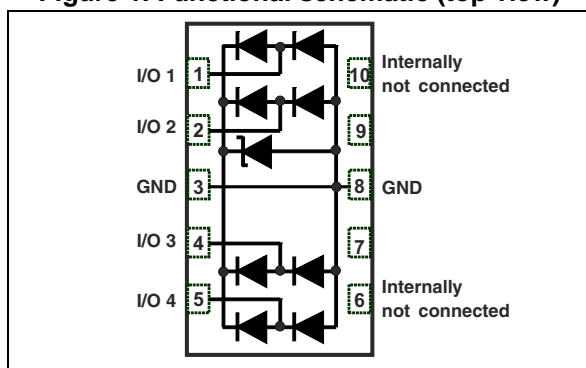 Figure 1. Functional schematic (top view)
I/O 1
1
10
Internally
not connected
I/O 2
2
9
GND
3
8
GND
I/O 3
4
7
I/O 4
5
6
Internally
not connected